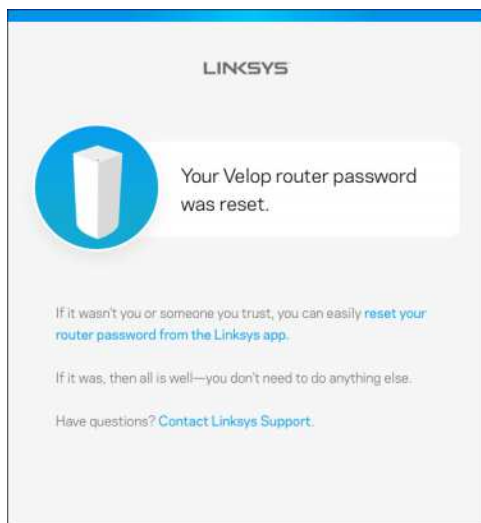 LINKSYS
Your Velop router password
was reset.
If it wasn't you or someone you trust, you can easily reset your
router password from the Linksys app.
If it was, then all is well—you don't need to do anything else.
Have questions? Contact Linksys Support.